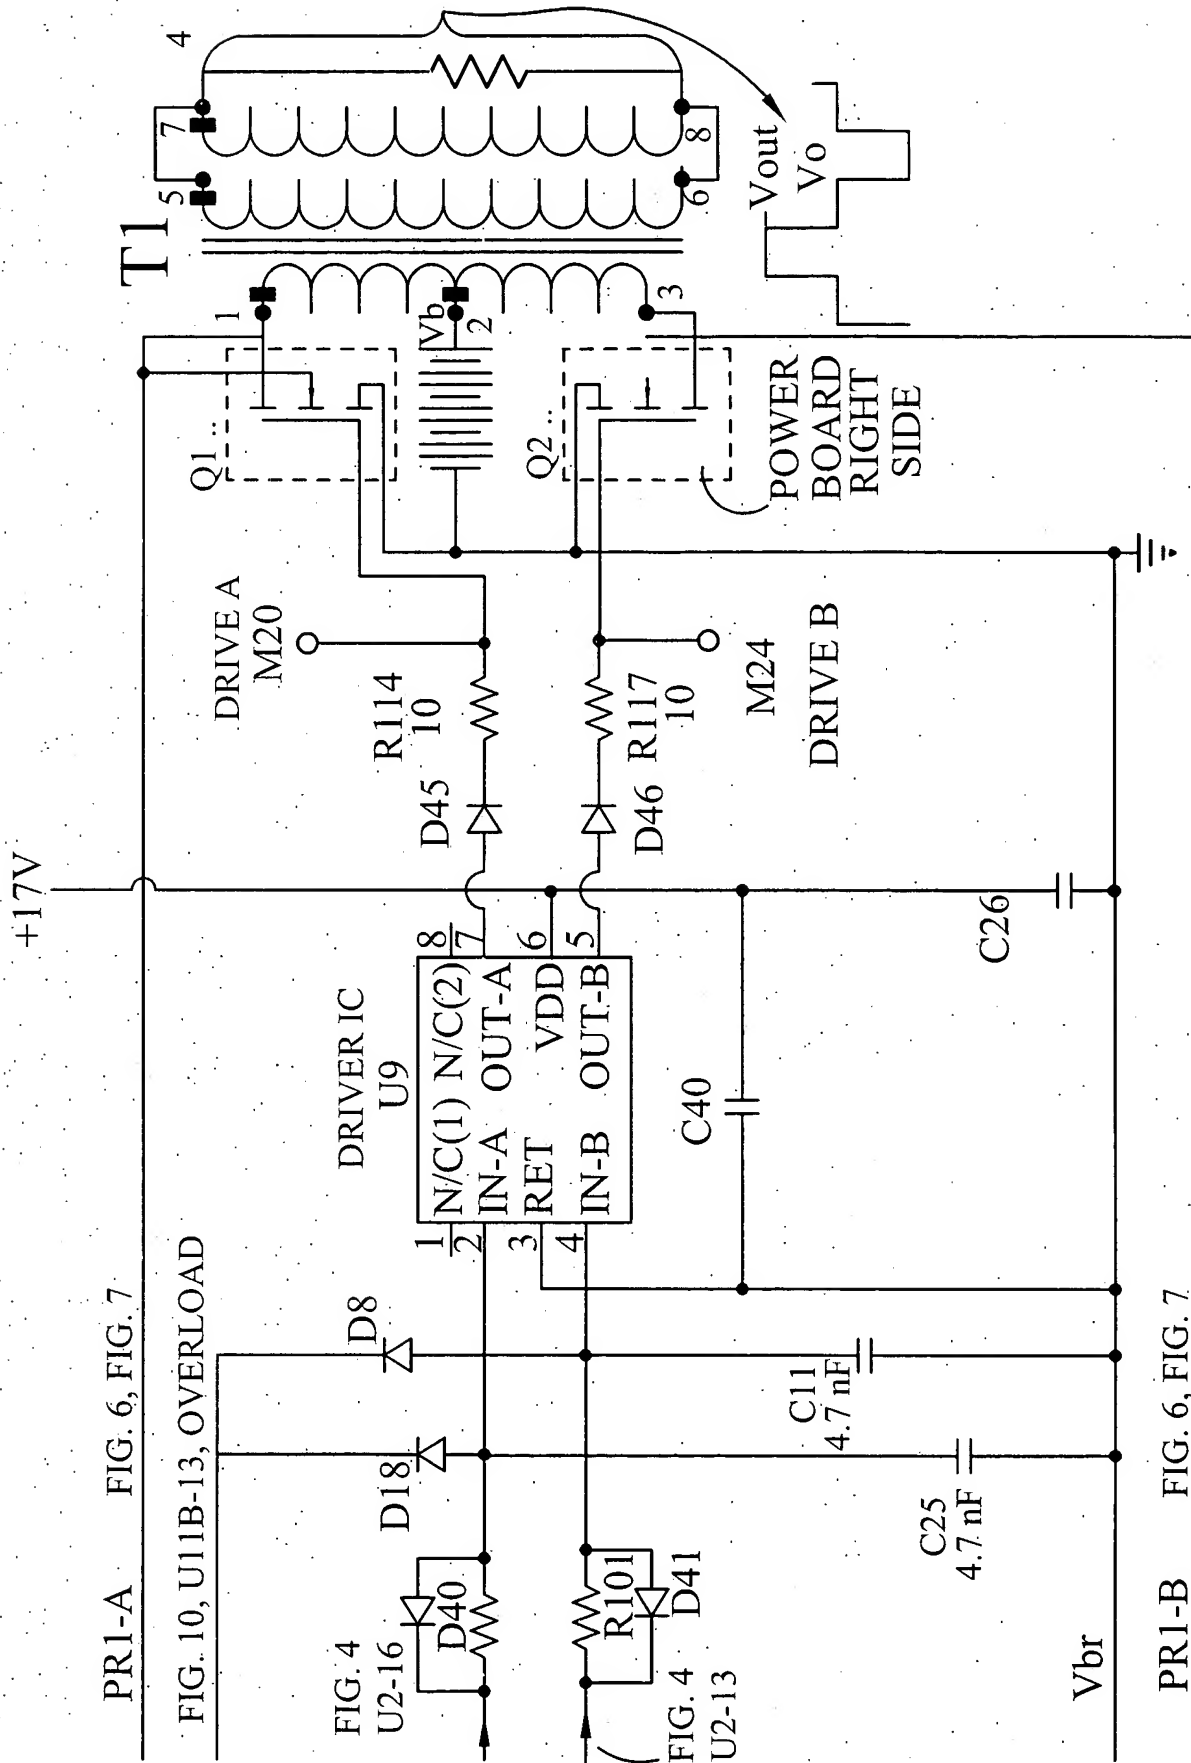 PR1-A
FIG. 6, FIG. 7
FIG. 10, U11B-13, OVERLOAD
+17V
FIG. 4
U2-16
D40
D18
D8
DRIVER IC
U9
1
N/C(1)
N/C(2)
8
2
IN-A
OUT-A
7
3
RET
VDD
6
4
IN-B
OUT-B
5
D45
R114
10
DRIVE A
M20
Q1 ..
Vb
1
2
3
T1
5
7
4
6
8
Vout
Vo
FIG. 4
U2-13
R101
D41
C25
4.7 nF
C11
4.7 nF
C40
C26
D46
R117
10
M24
DRIVE B
Q2 ..
POWER
BOARD
RIGHT
SIDE
Vbr
PR1-B
FIG. 6, FIG. 7